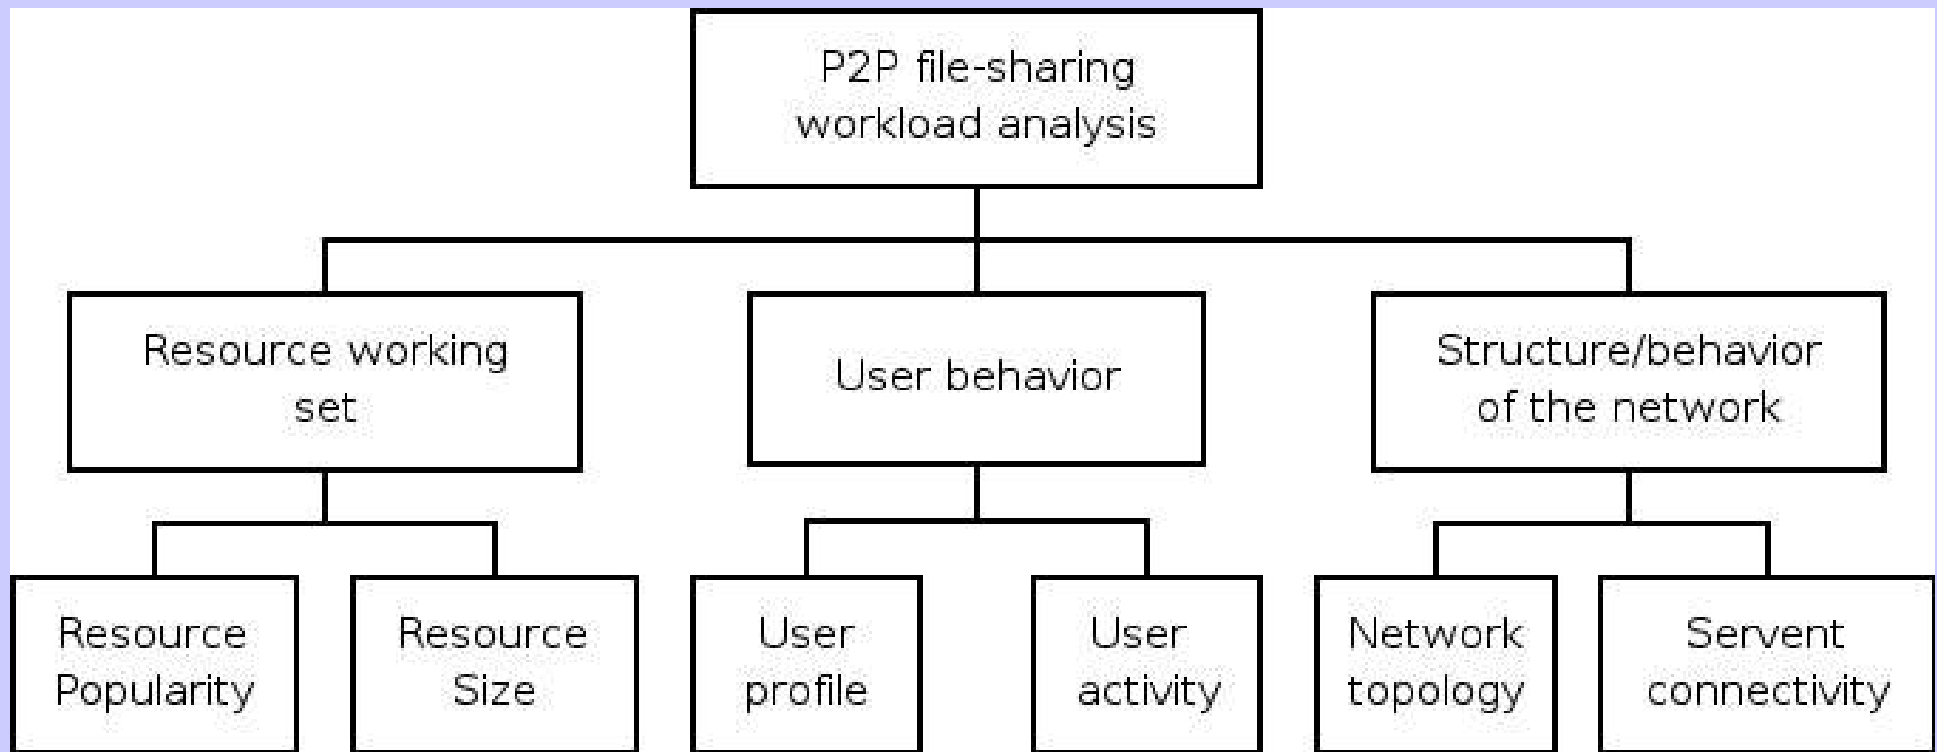 P2P file-sharing
workload analysis
Resource working
set
User behavior
Structure/behavior
of the network
Resource
Popularity
Resource
Size
User
profile
User
activity
Network
topology
Servent
connectivity